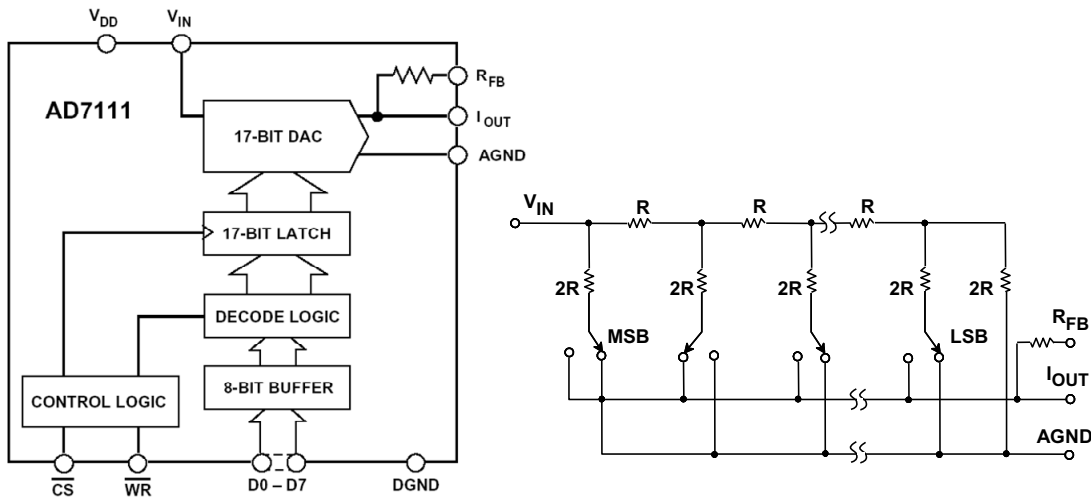 V_DD V_IN
AD7111
R_FB
17-BIT DAC
I_OUT
AGND
17-BIT LATCH
DECODE LOGIC
8-BIT BUFFER
CONTROL LOGIC
CS WR D0 – D7 DGND
V_IN R R R
2R 2R 2R 2R 2R
MSB LSB
R_FB
I_OUT
AGND